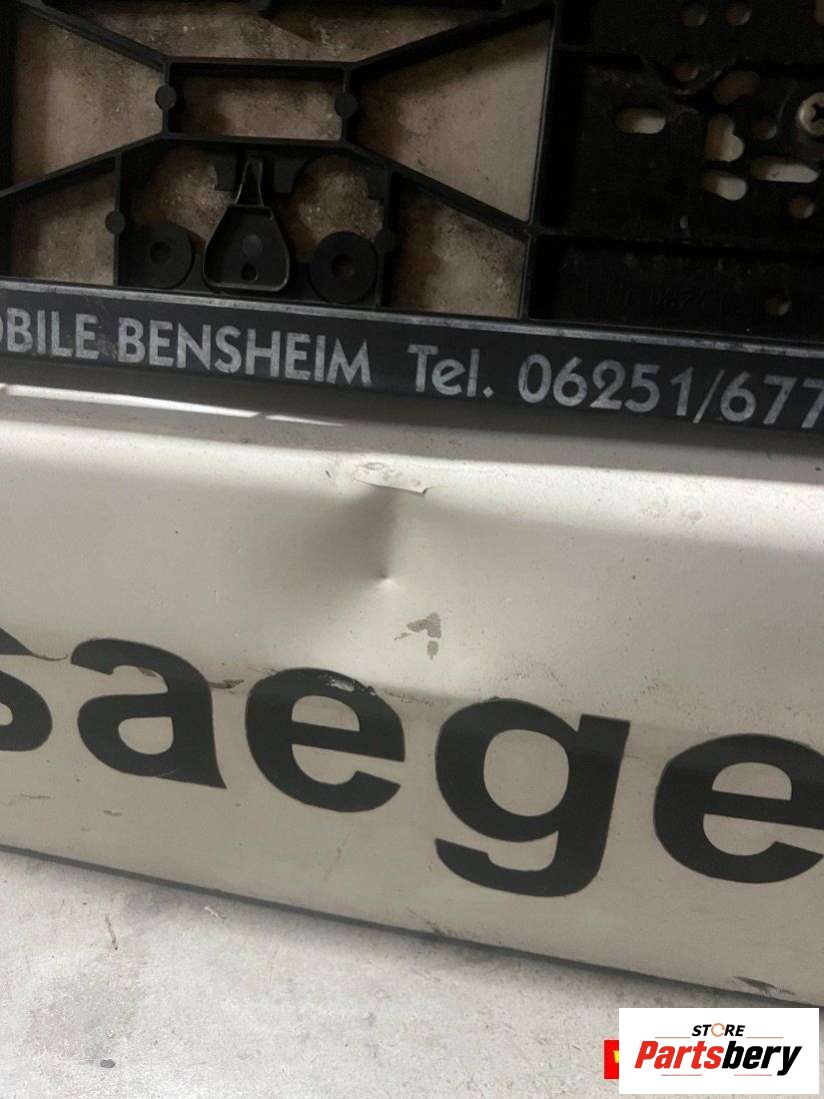 OBILE BENSHEIM Tel. 06251/677
saege
STORE
Partsbery